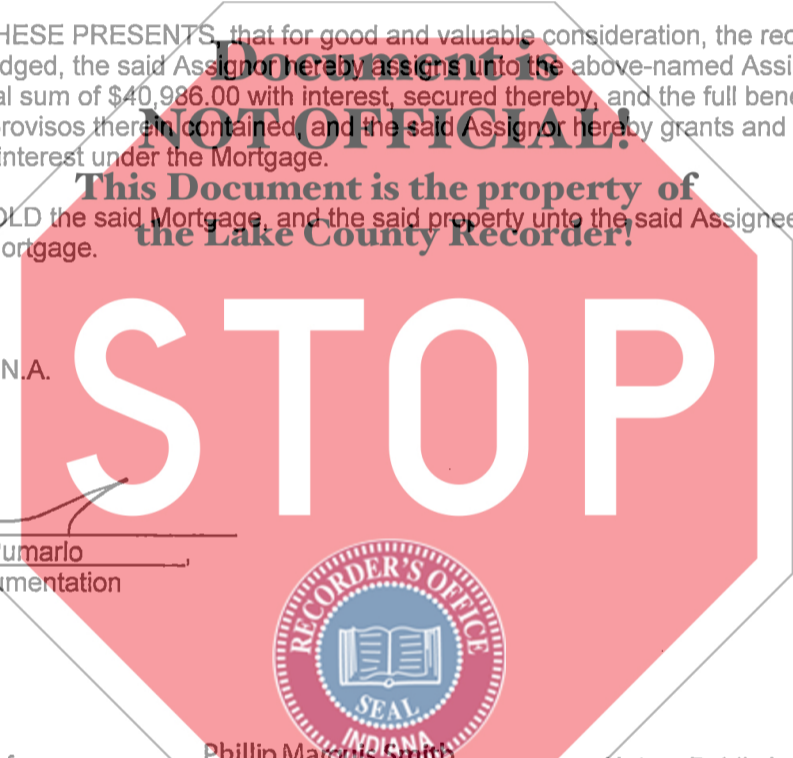 HESE PRESENTS, that for good and valuable consideration, the rec
Document is
dged, the said Assignor hereby assigns unto the above-named Assi
al sum of $40,986.00 with interest, secured thereby, and the full bene
NOT OFFICIAL!
rovisos therein contained, and the said Assignor hereby grants and
interest under the Mortgage.
This Document is the property of
OLD the said Mortgage, and the said property unto the said Assignee
the Lake County Recorder!
ortgage.
STOP
N.A.
umarlo
umentation
RECORDER'S OFFICE
SEAL
INDIANA
Phillip Marquis Smith